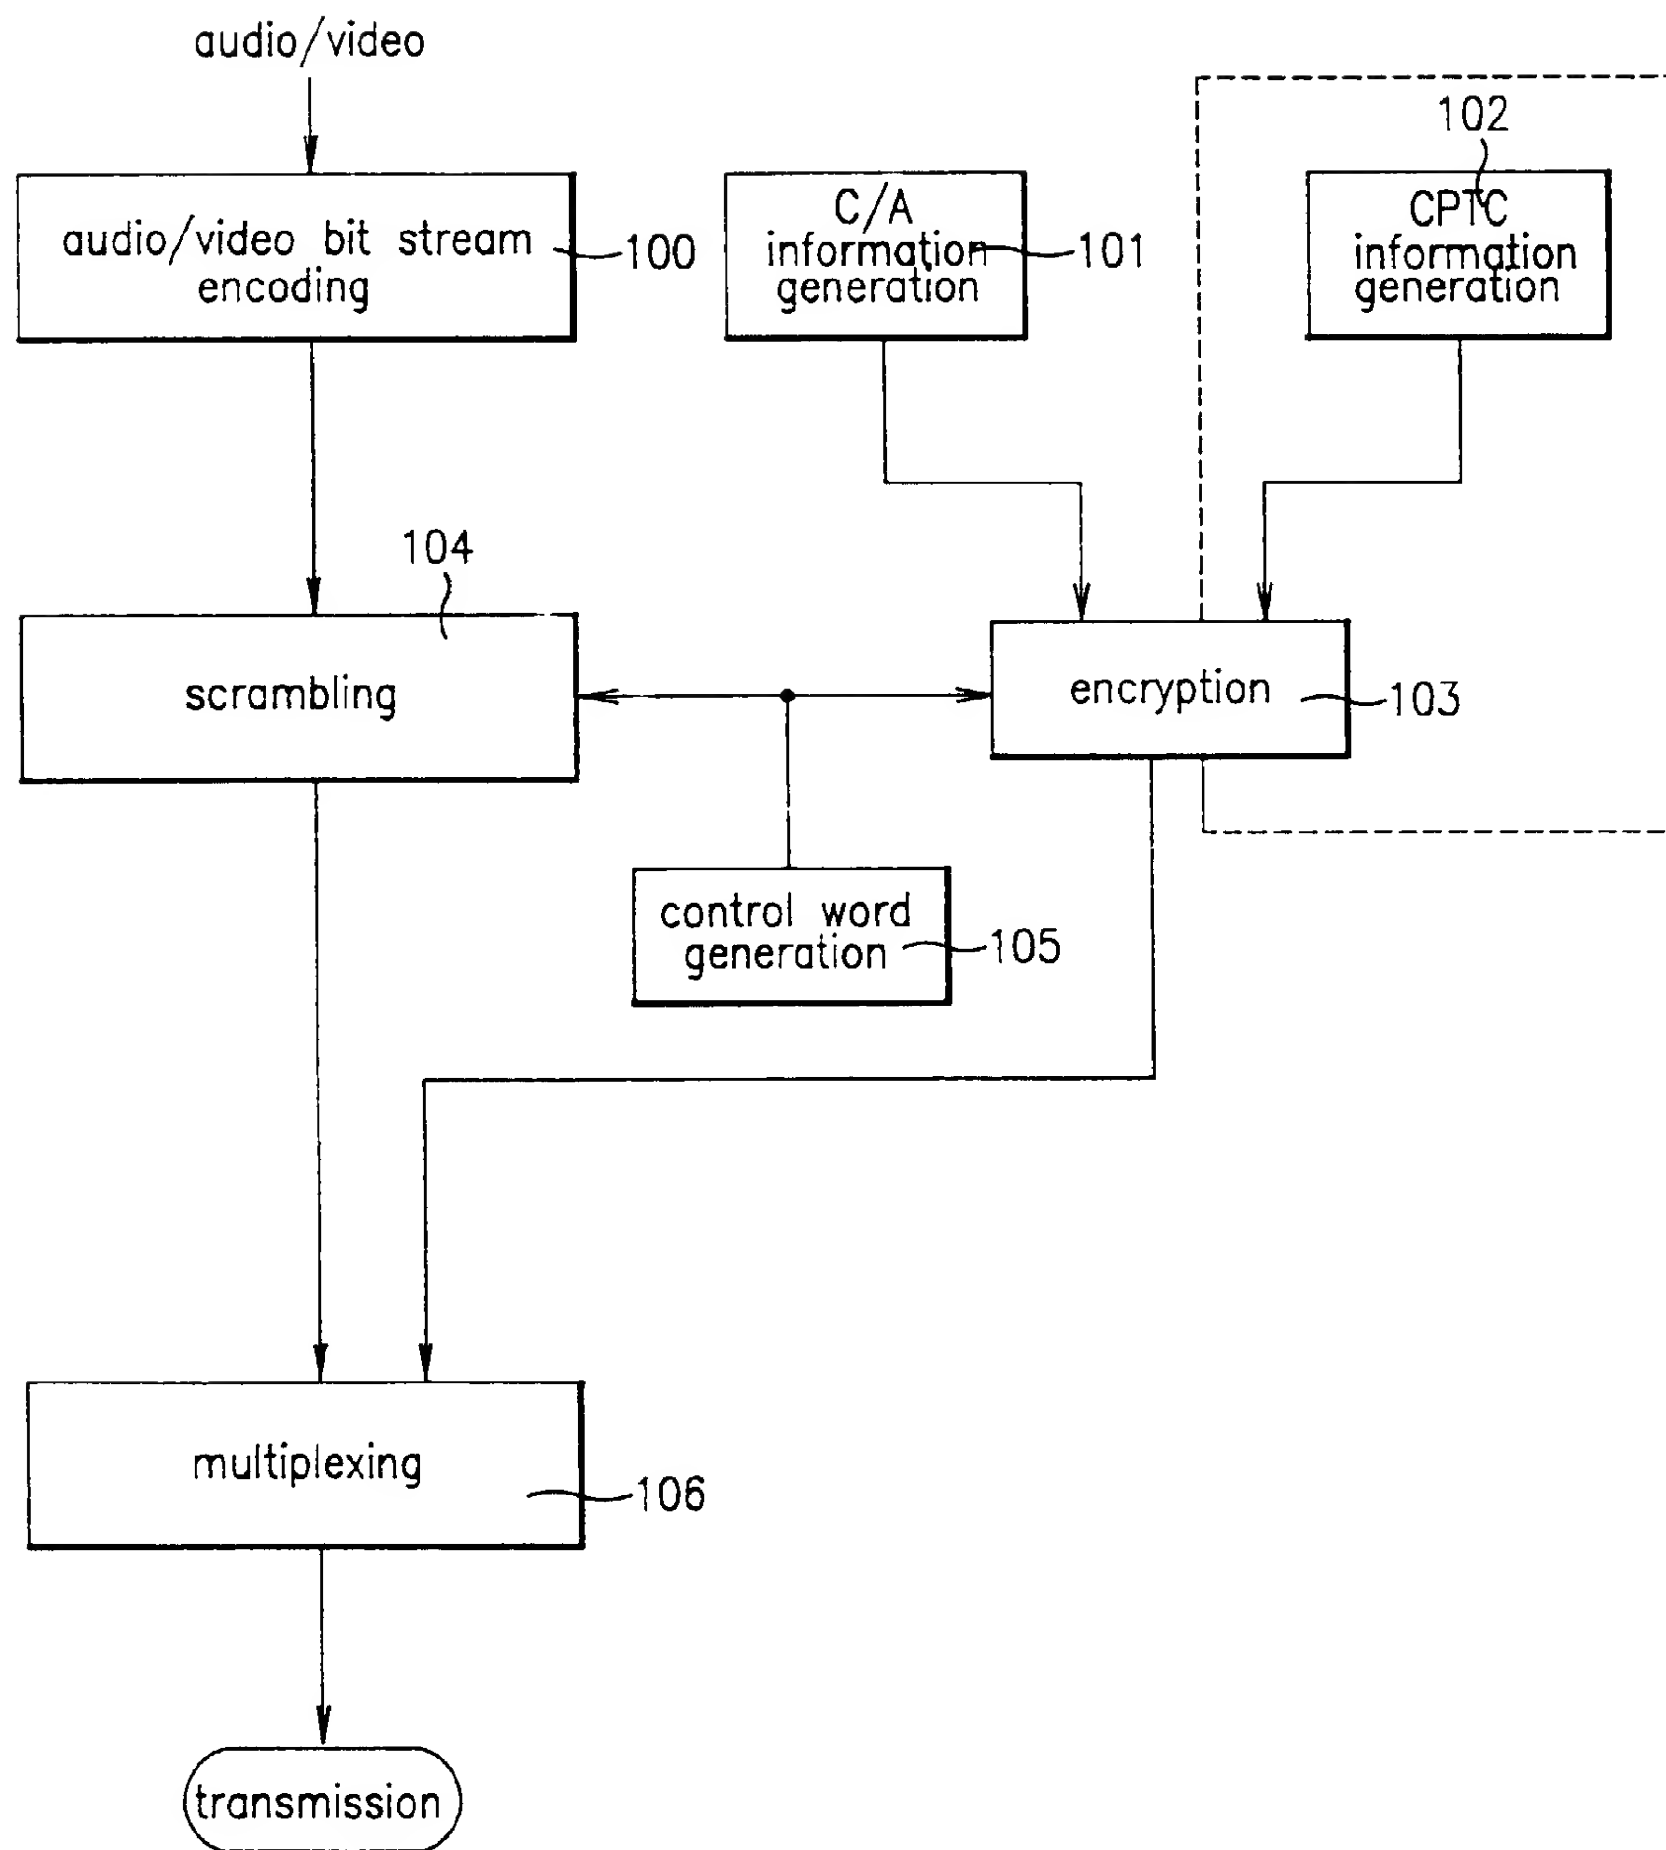 audio/video
102
audio/video bit stream
encoding
100
C/A
information
generation
101
CPTC
information
generation
104
scrambling
encryption
103
control word
generation
105
multiplexing
106
transmission